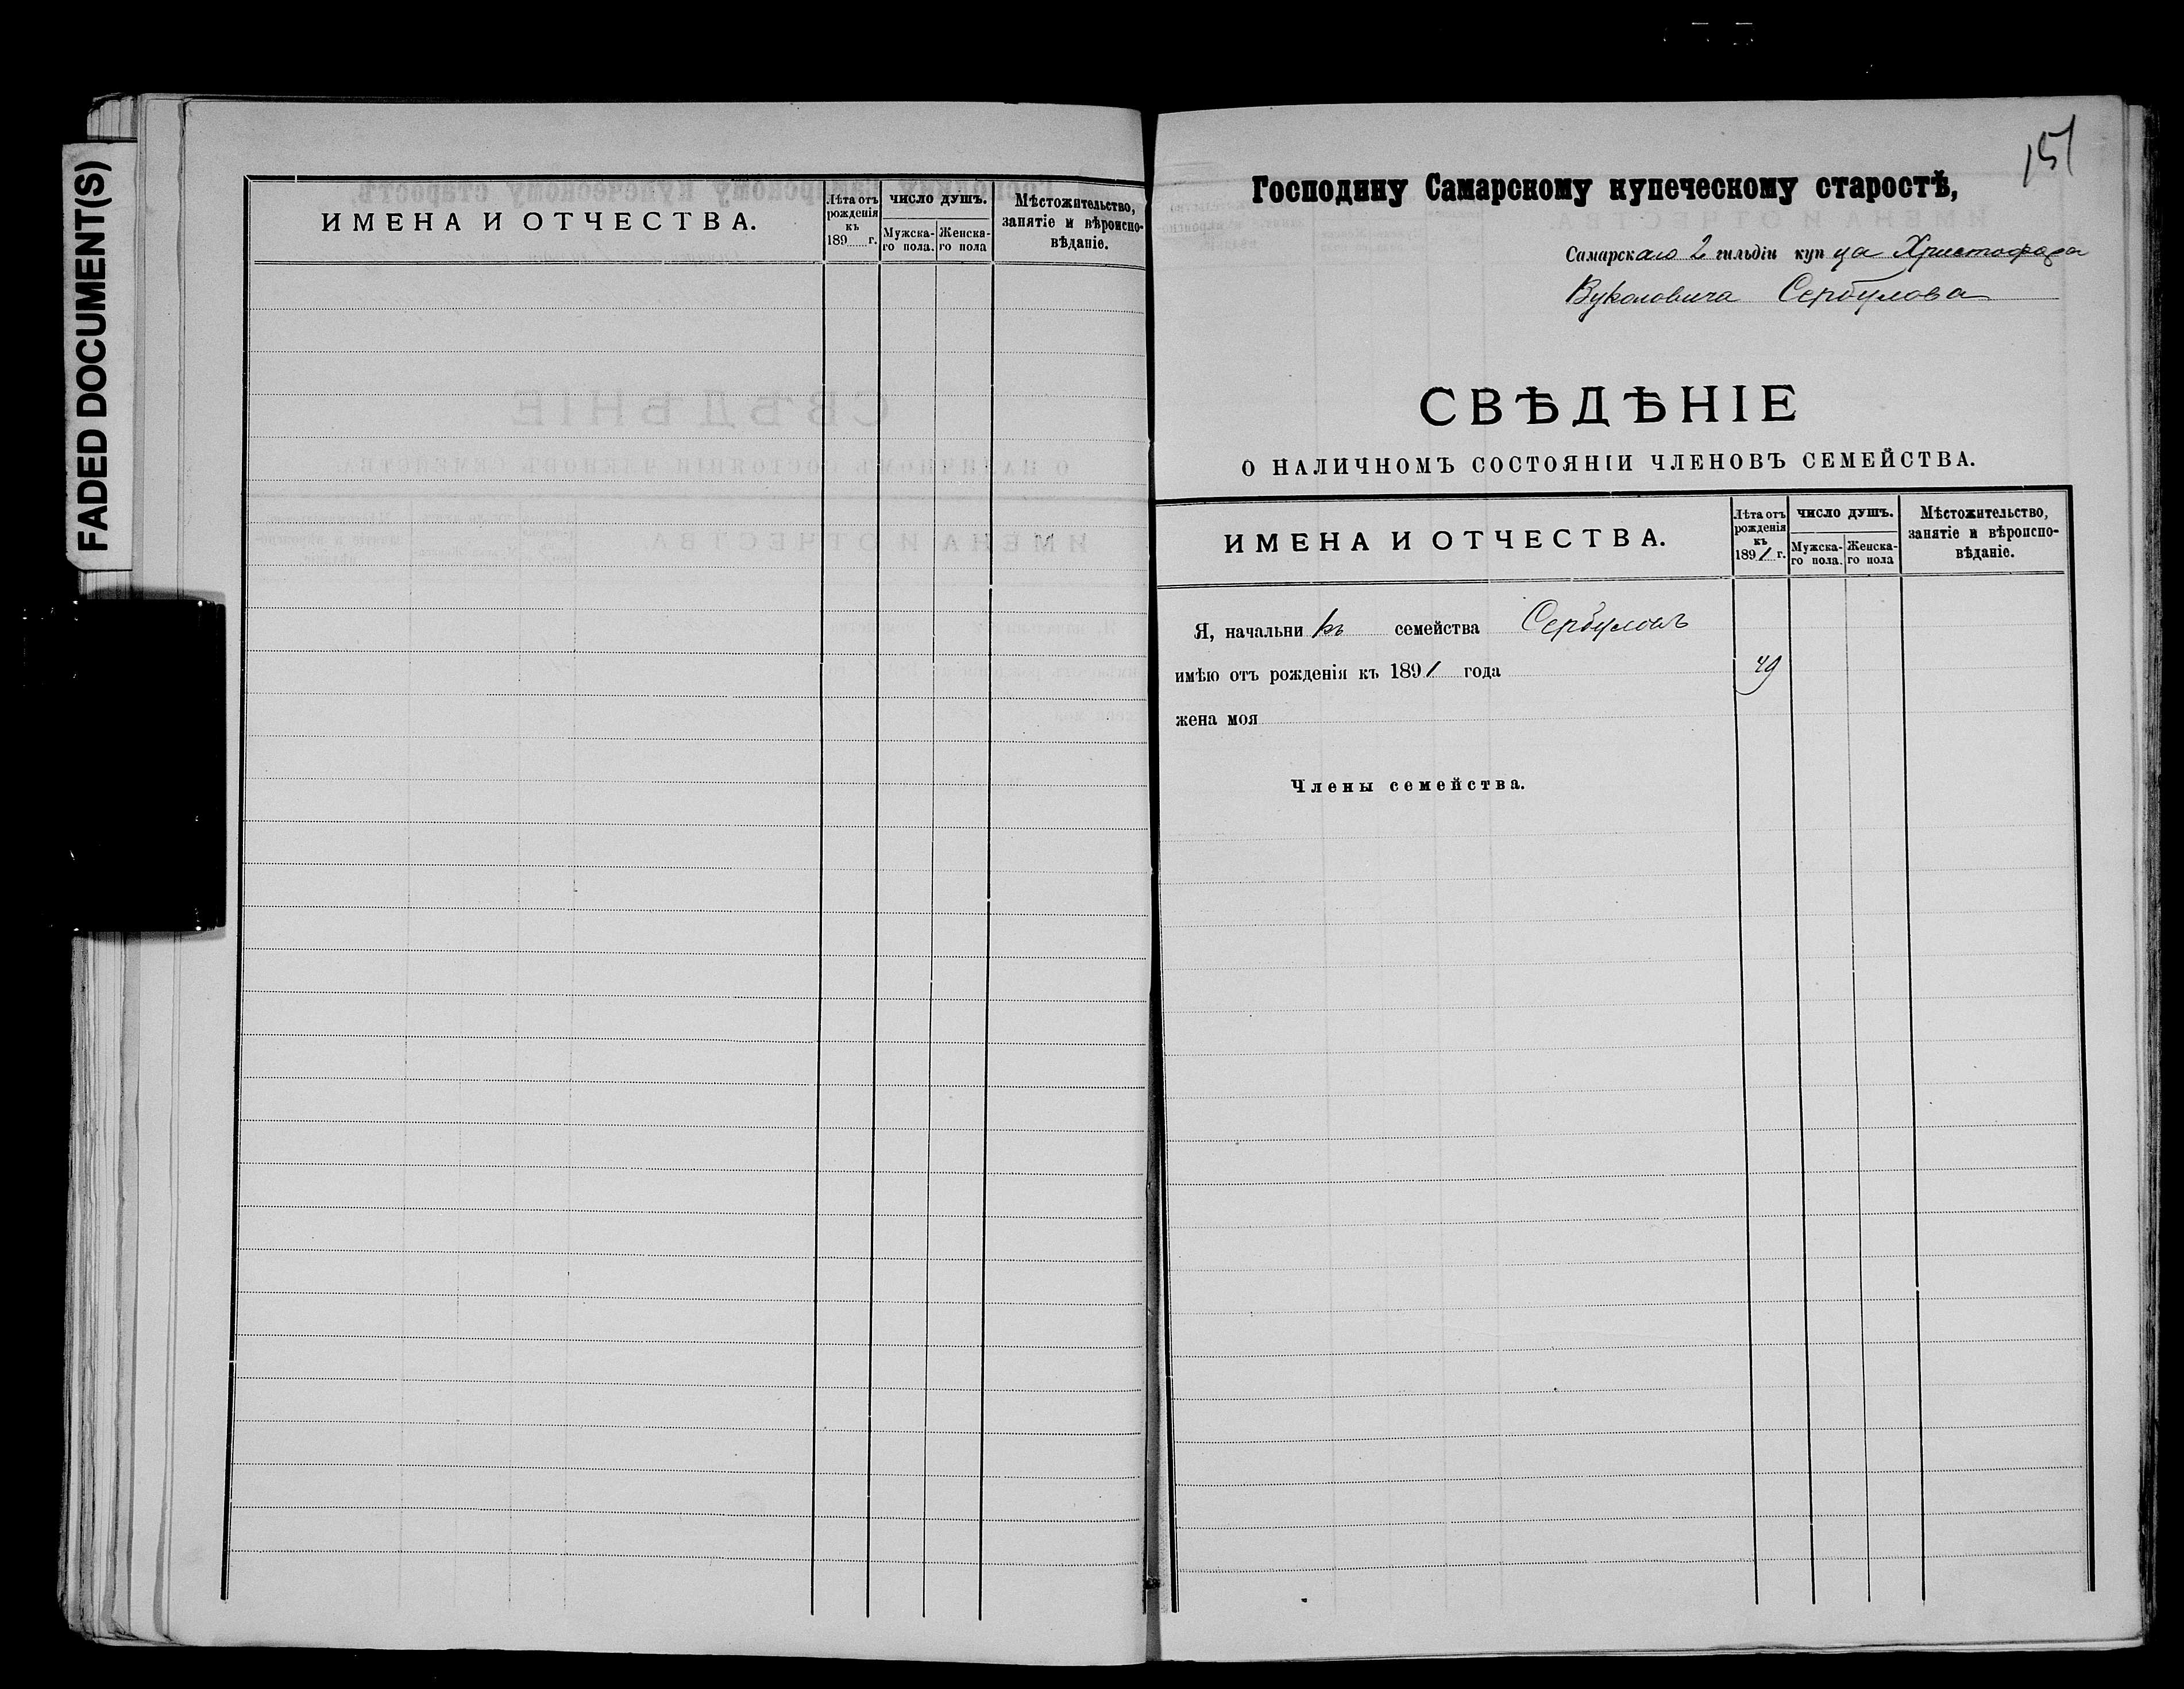 FADED DOCUMENT(S)
ИМЕНА И ОТЧЕСТВА.
Лѣта отъ рожденія къ 189 г.
ЧИСЛО ДУШЪ.
Мужска-го пола.
Женска-го пола
Мѣстожительство, занятіе и вѣроиспо-вѣданіе.
151
Господину Самарскому купеческому старостѣ,
Самарскаго 2 гильдіи купца Христофора
Вуколовича Сербулова
СВѢДѢНІЕ
О НАЛИЧНОМЪ СОСТОЯНІИ ЧЛЕНОВЪ СЕМЕЙСТВА.
ИМЕНА И ОТЧЕСТВА.
Лѣта отъ рожденія къ 1891 г.
ЧИСЛО ДУШЪ.
Мужска-го пола.
Женска-го пола
Мѣстожительство, занятіе и вѣроиспо-вѣданіе.
Я, начальникъ семейства Сербуловъ
имѣю отъ рожденія къ 1891 года 49
жена моя
Члены семейства.